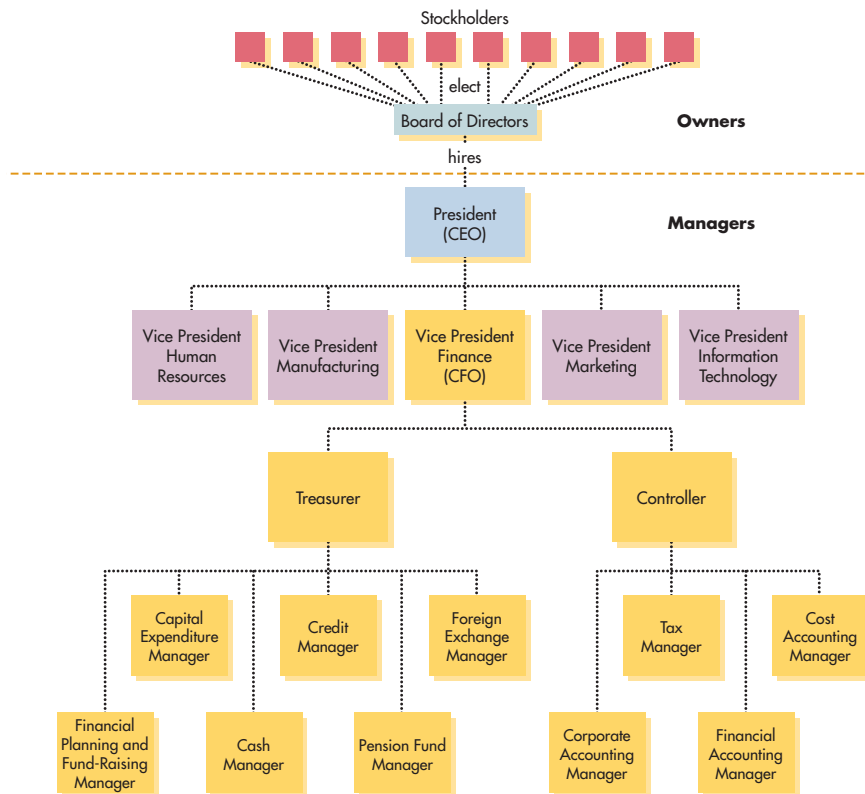 Stockholders
elect
Board of Directors
Owners
hires
President
(CEO)
Managers
Vice President
Human
Resources
Vice President
Manufacturing
Vice President
Finance
(CFO)
Vice President
Marketing
Vice President
Information
Technology
Treasurer
Controller
Capital
Expenditure
Manager
Credit
Manager
Foreign
Exchange
Manager
Tax
Manager
Cost
Accounting
Manager
Financial
Planning and
Fund-Raising
Manager
Cash
Manager
Pension Fund
Manager
Corporate
Accounting
Manager
Financial
Accounting
Manager